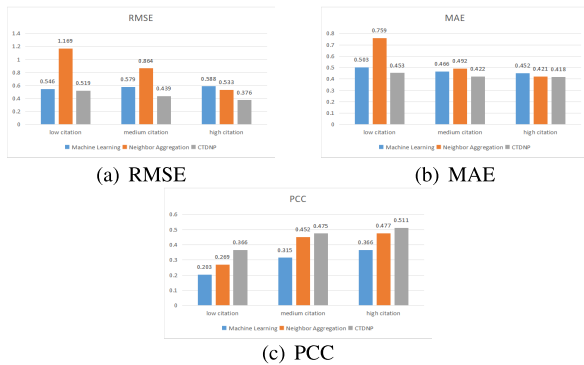 RMSE
1.4
1.2
1
0.8
0.6
0.4
0.2
0
0.546
1.169
0.519
0.579
0.864
0.439
0.588
0.533
0.376
low citation
medium citation
high citation
Machine Learning Neighbor Aggregation CTDNP
(a) RMSE
MAE
0.8
0.7
0.6
0.5
0.4
0.3
0.2
0.1
0
0.503
0.759
0.453
0.466
0.492
0.422
0.452
0.421
0.418
low citation
medium citation
high citation
Machine Learning Neighbor Aggregation CTDNP
(b) MAE
PCC
0.6
0.5
0.4
0.3
0.2
0.1
0
0.203
0.269
0.366
0.315
0.452
0.475
0.366
0.477
0.511
low citation
medium citation
high citation
Machine Learning Neighbor Aggregation CTDNP
(c) PCC